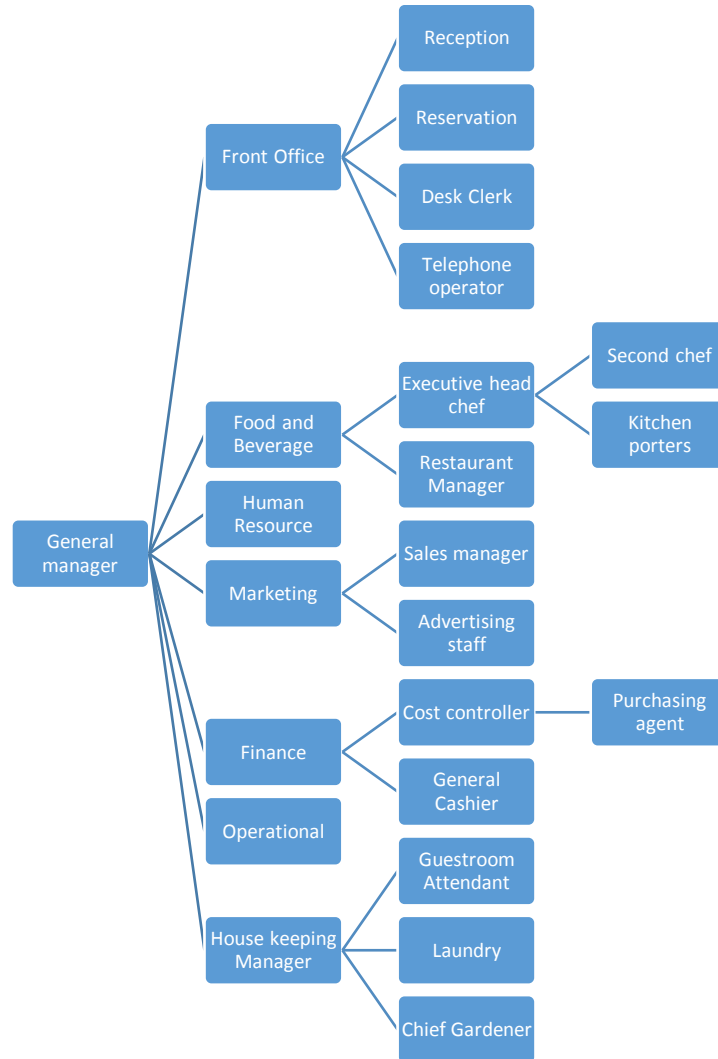 Reception
Reservation
Front Office
Desk Clerk
Telephone
operator
Second chef
Executive head
chef
Food and
Beverage
Kitchen
porters
Restaurant
Manager
Human
Resource
General
manager
Sales manager
Marketing
Advertising
staff
Cost controller
Purchasing
agent
Finance
General
Cashier
Operational
Guestroom
Attendant
House keeping
Manager
Laundry
Chief Gardener